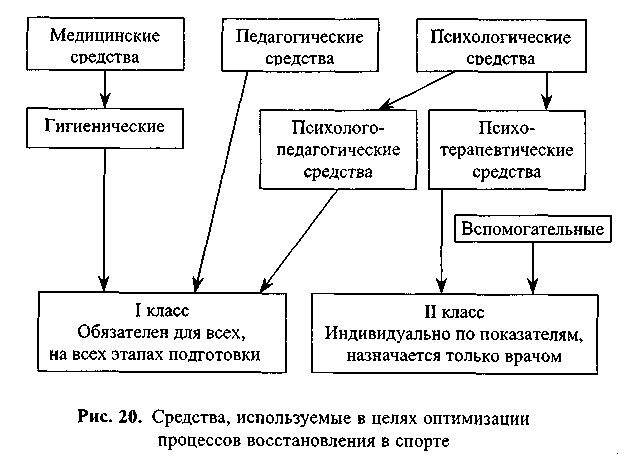 Медицинские
средства
Педагогические
средства
Психологические
средства
Гигиенические
Психолого-
педагогические
средства
Психо-
терапевтические
средства
Вспомогательные
I класс
Обязателен для всех,
на всех этапах подготовки
II класс
Индивидуально по показателям,
назначается только врачом
Рис. 20. Средства, используемые в целях оптимизации
процессов восстановления в спорте